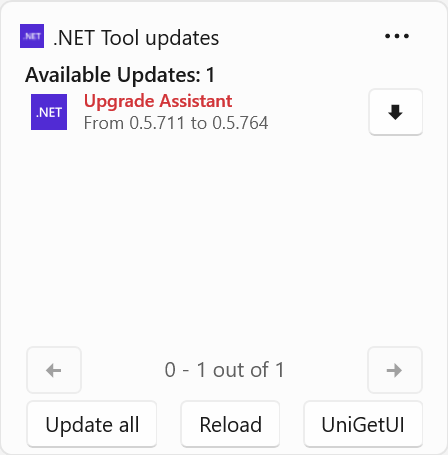 .NET .NET Tool updates
Available Updates: 1
Upgrade Assistant
.NET
From 0.5.711 to 0.5.764
0 - 1 out of 1
Update all Reload UniGetUI